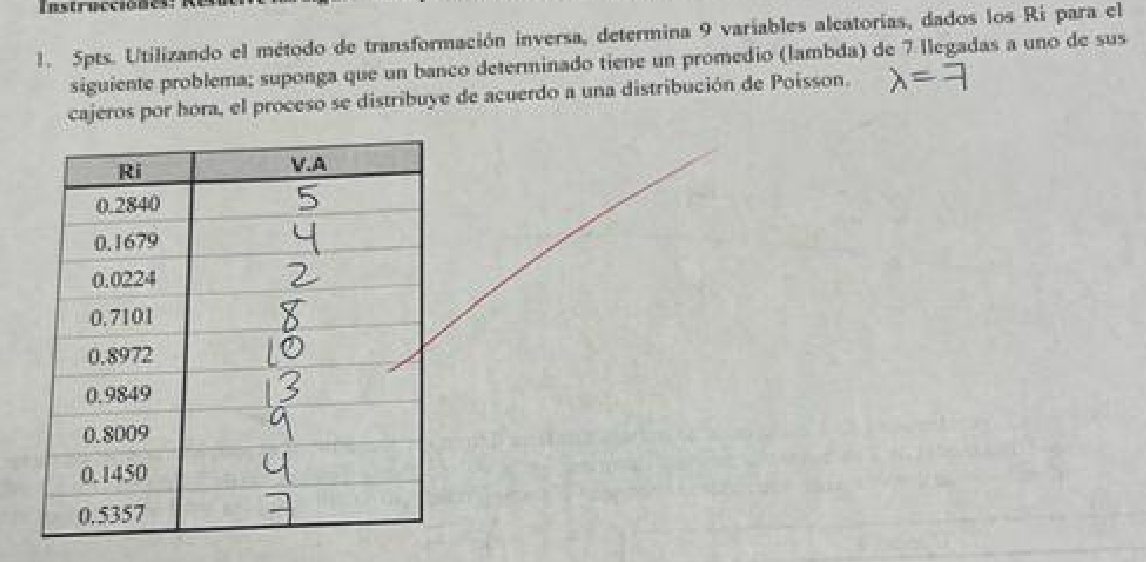 Instrucciones:
1. 5pts. Utilizando el método de transformación inversa, determina 9 variables aleatorias, dados los Ri para el
siguiente problema; suponga que un banco determinado tiene un promedio (lambda) de 7 llegadas a uno de sus
cajeros por hora, el proceso se distribuye de acuerdo a una distribución de Poisson. λ=7
Ri V.A
0.2840 5
0.1679 4
0.0224 2
0.7101 8
0.8972 10
0.9849 13
0.8009 9
0.1450 4
0.5357 7